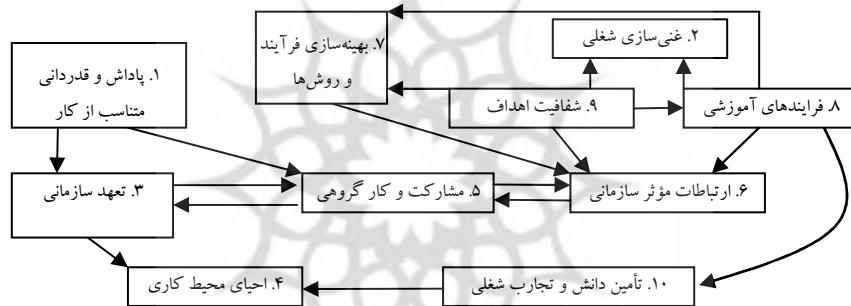 ۱. پاداش و قدردانی
متناسب از کار
۷. بهینه‌سازی فرآیند
و روش‌ها
۲. غنی‌سازی شغلی
۹. شفافیت اهداف
۸. فرایندهای آموزشی
۳. تعهد سازمانی
۵. مشارکت و کار گروهی
۶. ارتباطات مؤثر سازمانی
۴. احیای محیط کاری
۱۰. تأمین دانش و تجارب شغلی